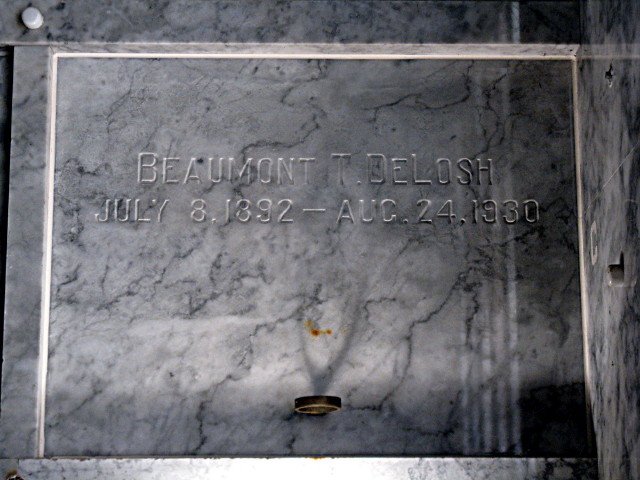 BEAUMONT T. DELOSH
JULY 8, 1892 – AUG. 24, 1930